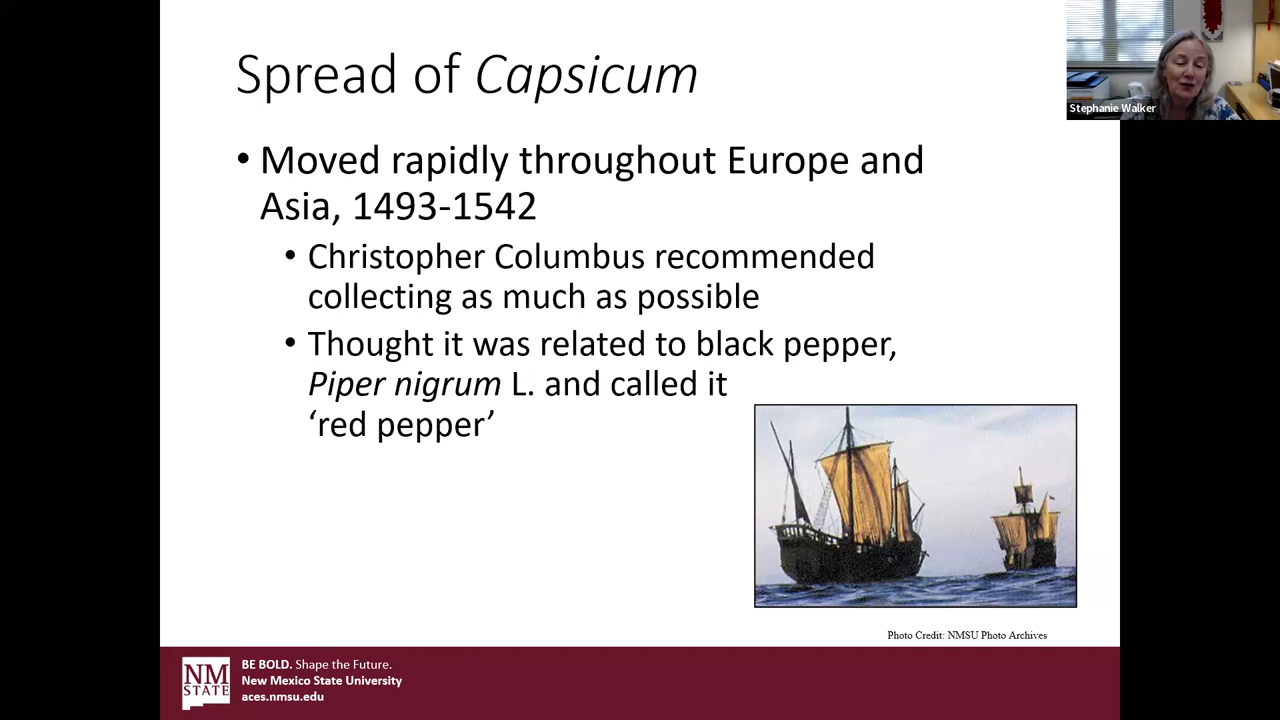 Spread of Capsicum
Stephanie Walker
• Moved rapidly throughout Europe and
Asia, 1493-1542
• Christopher Columbus recommended
collecting as much as possible
• Thought it was related to black pepper,
Piper nigrum L. and called it
‘red pepper’
Photo Credit: NMSU Photo Archives
NM
STATE
BE BOLD. Shape the Future.
New Mexico State University
aces.nmsu.edu